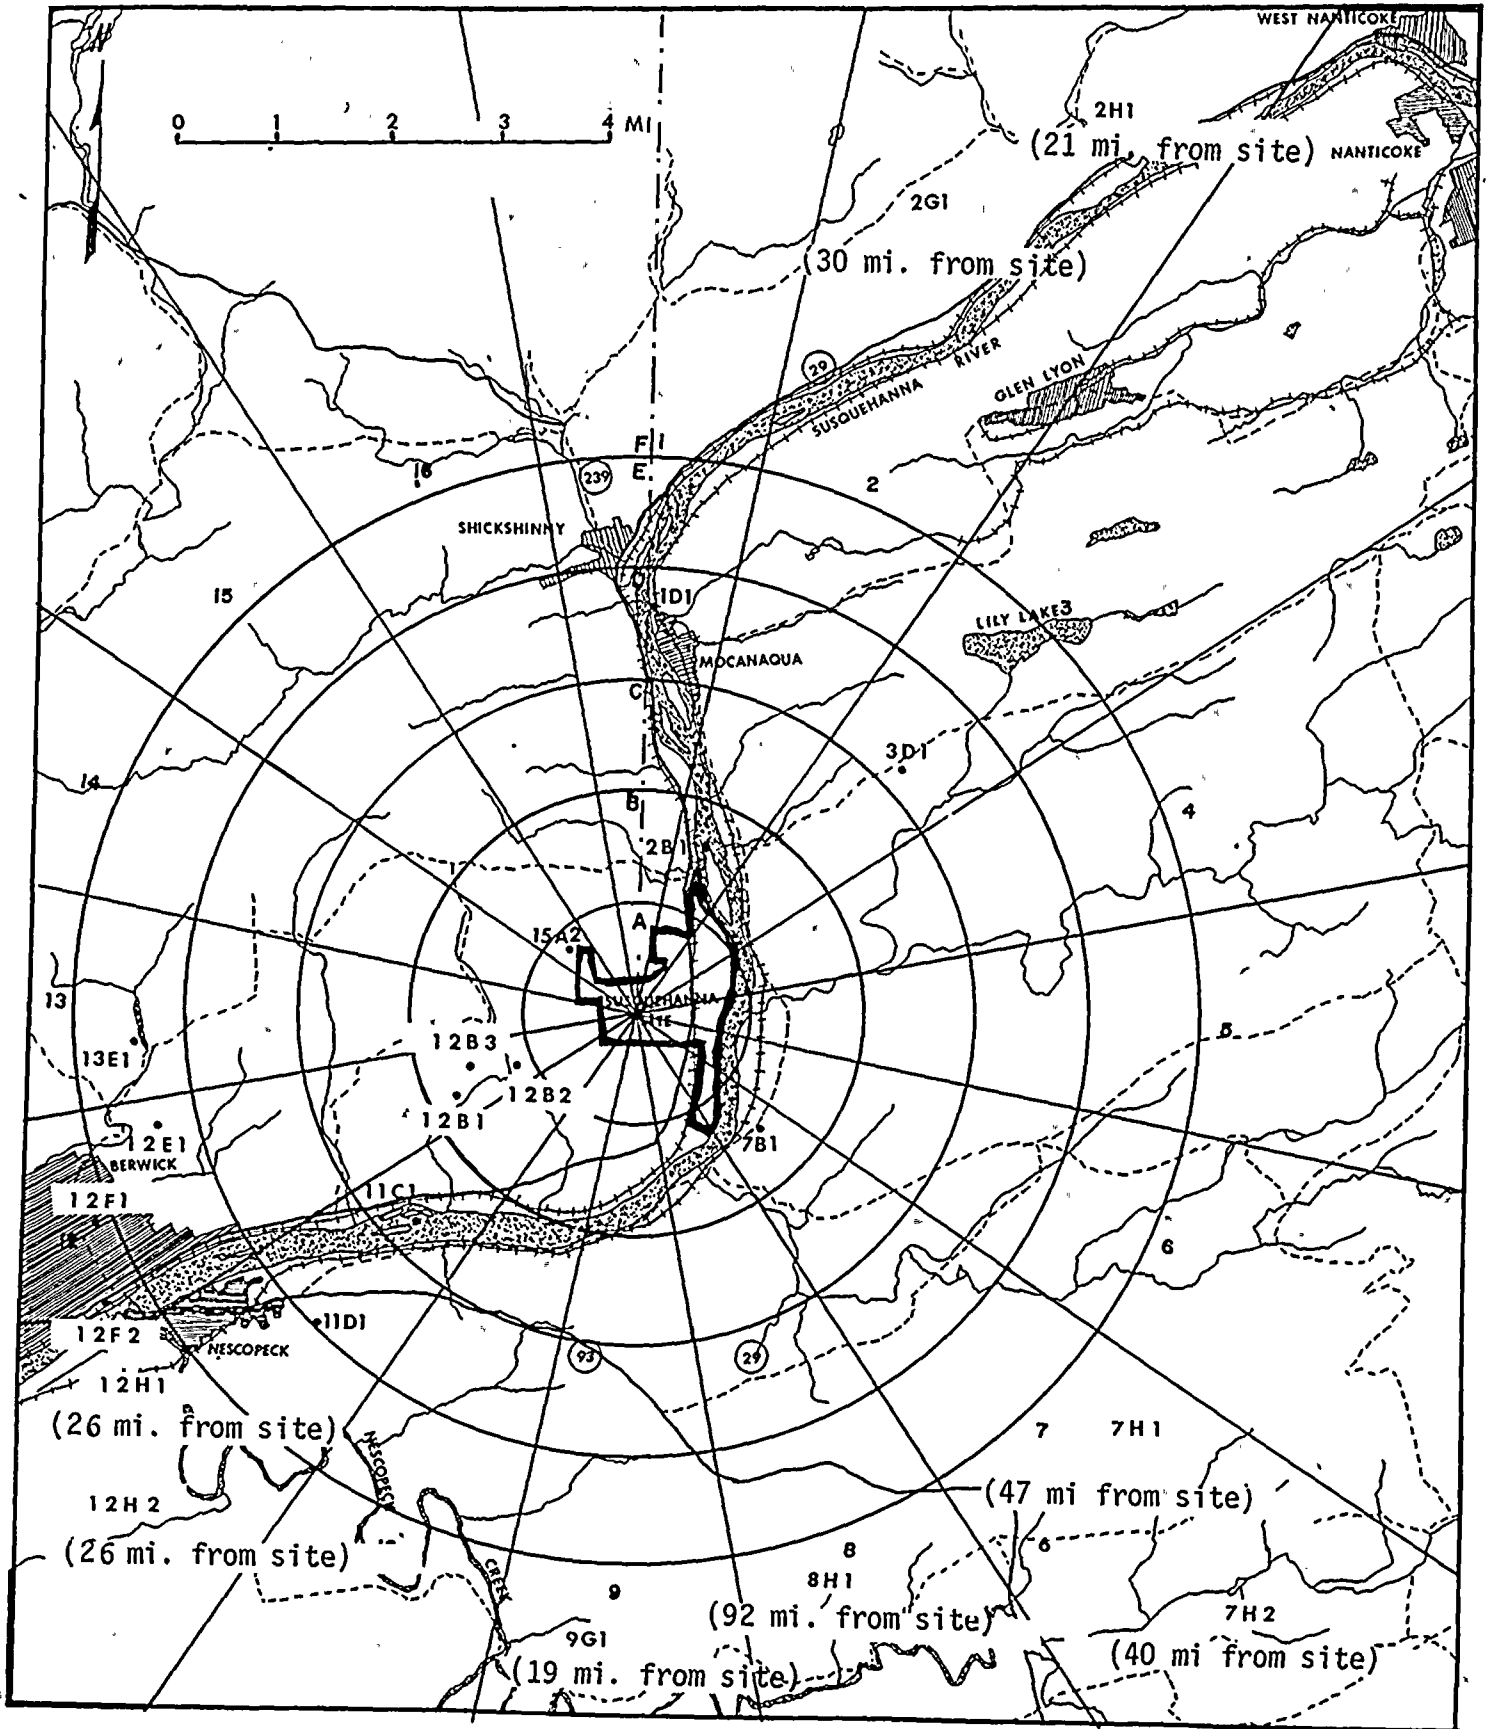 WEST NANTICOKE
N
0 1 2 3 4 MI
2H1
(21 mi. from site)
NANTICOKE
2G1
(30 mi. from site)
29
SUSQUEHANNA RIVER
GLEN LYON
F 1
E
16
239
2
SHICKSHINNY
D
15
1D1
LILY LAKE 3
MOCANAQUA
C
3D1
14
B
4
2B1
A
15A2
13
SUSQUEHANNA
5
12B3
13E1
12B2
12B1
12E1
7B1
BERWICK
11C1
12F1
12
6
11D1
12F2
NESCOPECK
93
29
12H1
(26 mi. from site)
7
7H1
NESCOPECK
(47 mi from site)
12H2
(26 mi. from site)
8
6
CREEK
9
8H1
(92 mi. from site)
7H2
9G1
(40 mi from site)
(19 mi. from site)